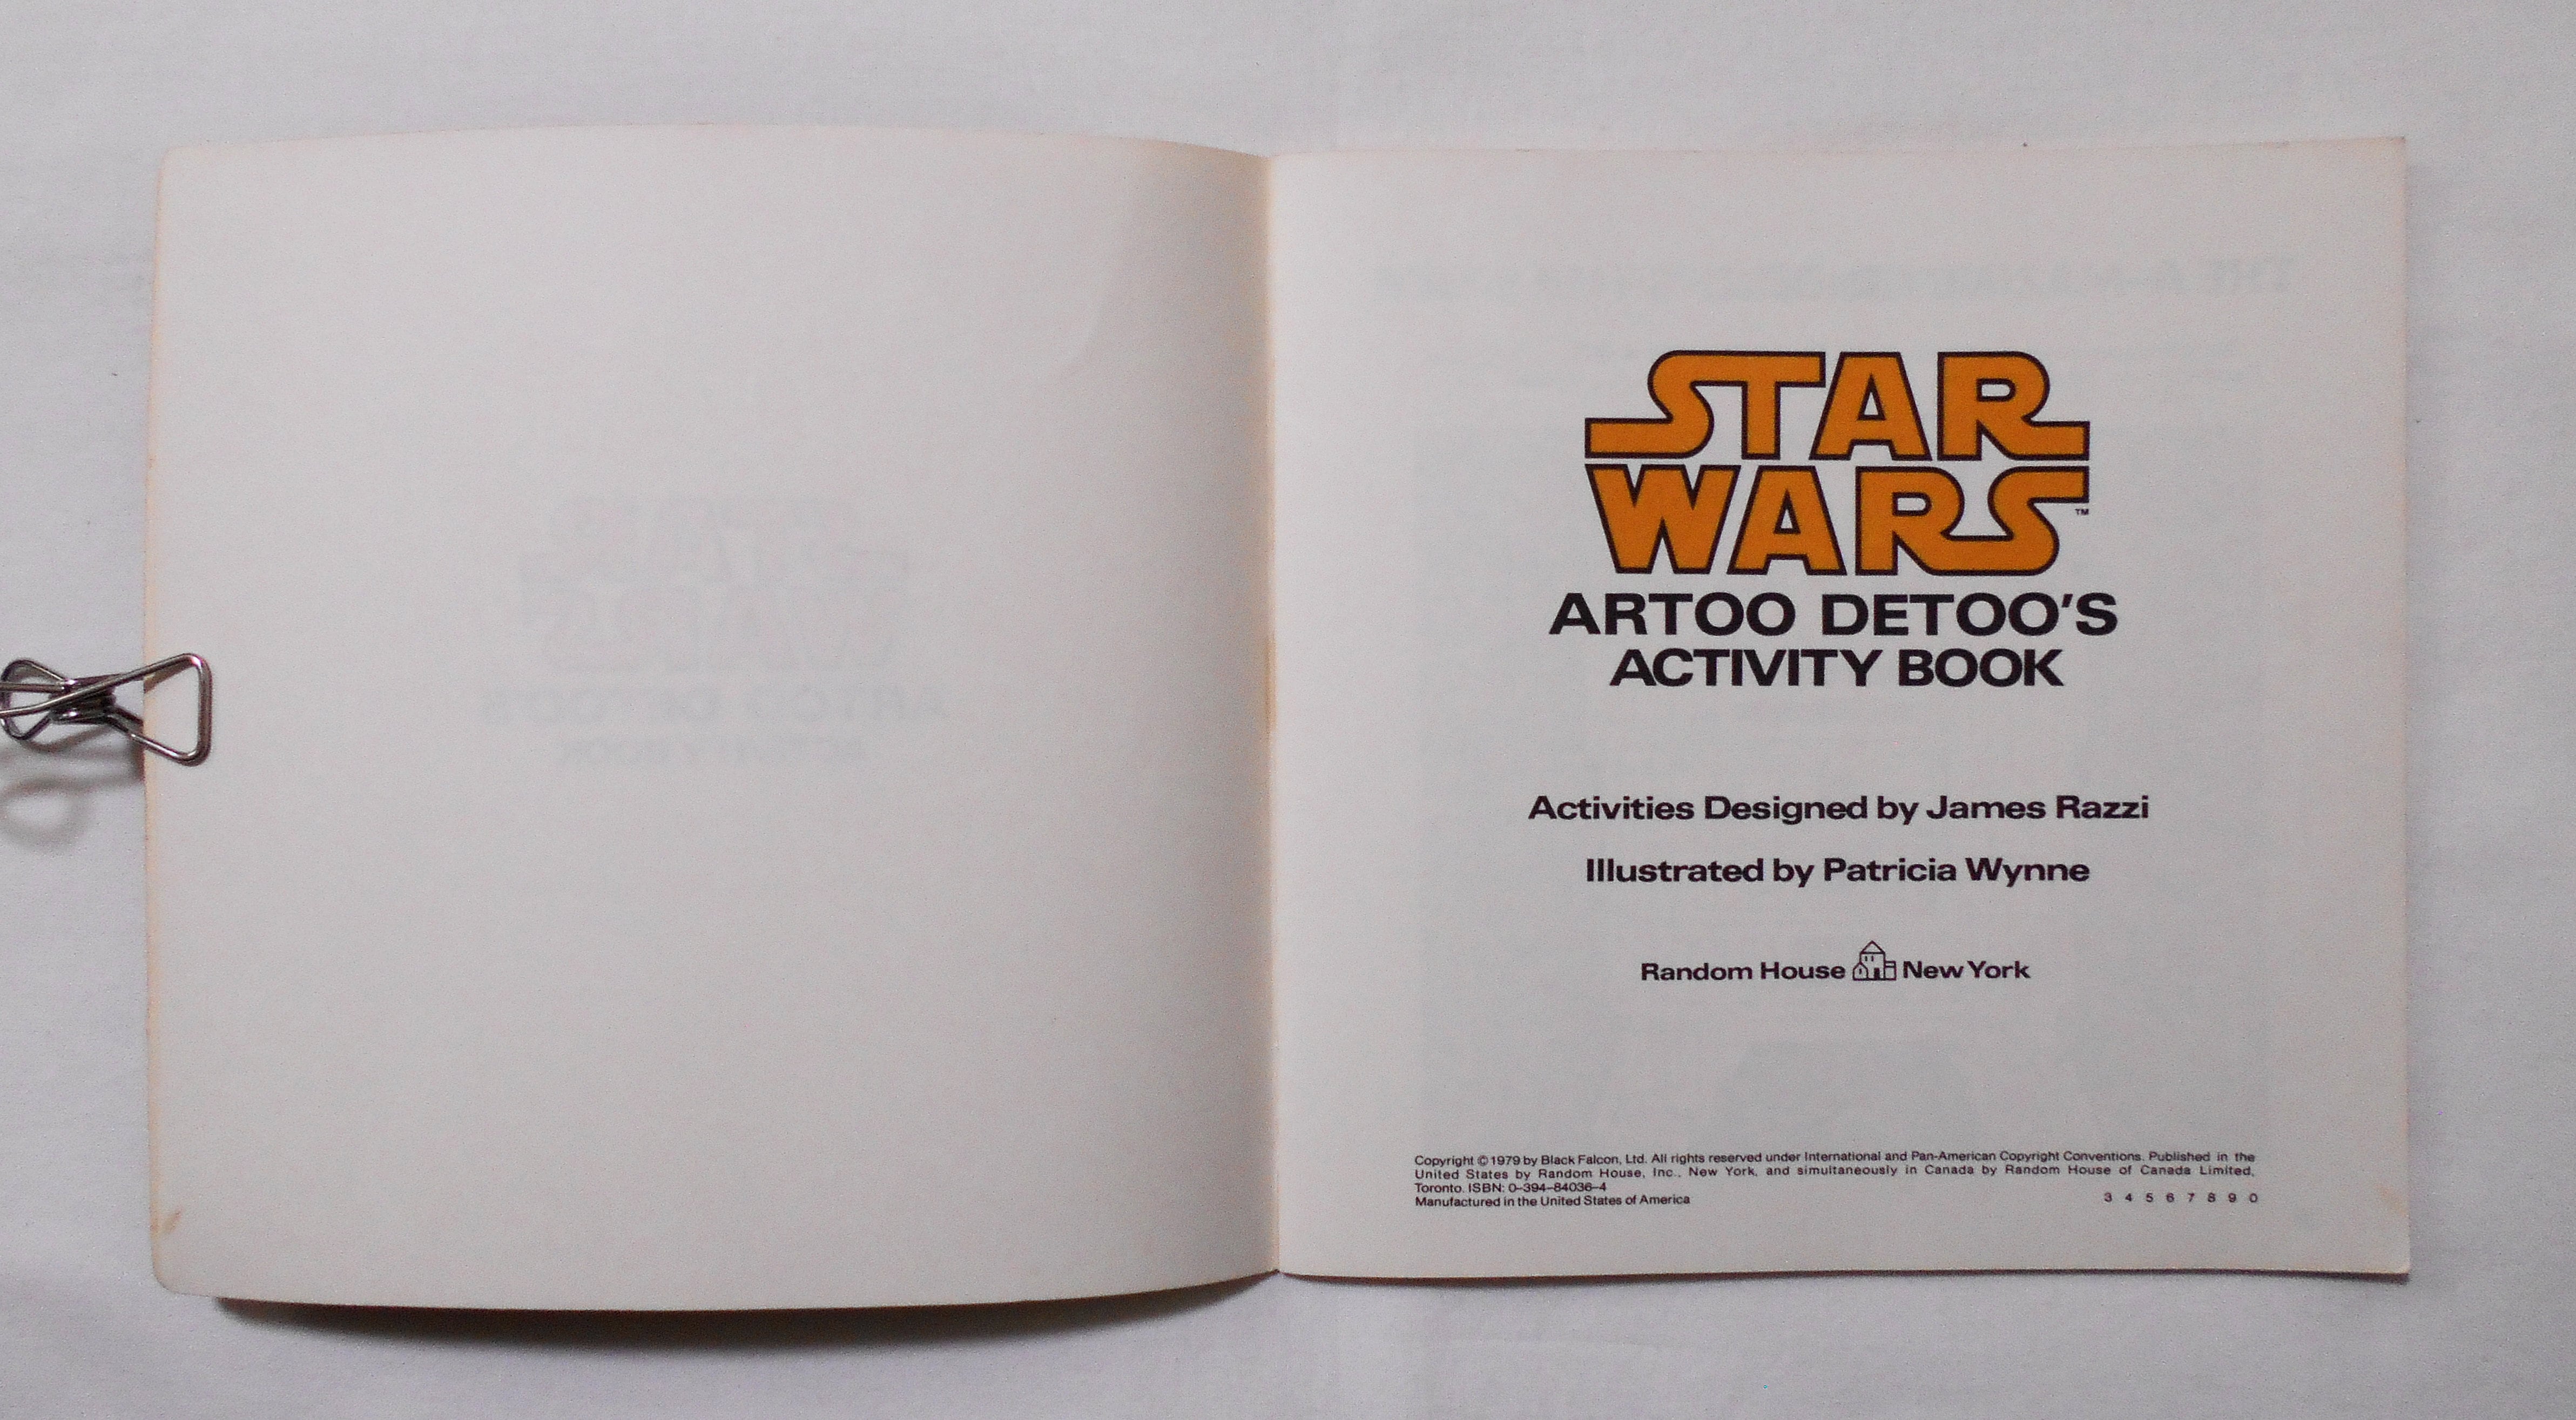 STAR
WARS™
ARTOO DETOO'S
ACTIVITY BOOK
Activities Designed by James Razzi
Illustrated by Patricia Wynne
Random House New York
Copyright © 1979 by Black Falcon, Ltd. All rights reserved under International and Pan-American Copyright Conventions. Published in the
United States by Random House, Inc., New York, and simultaneously in Canada by Random House of Canada Limited,
Toronto. ISBN: 0-394-84036-4
Manufactured in the United States of America
3 4 5 6 7 8 9 0